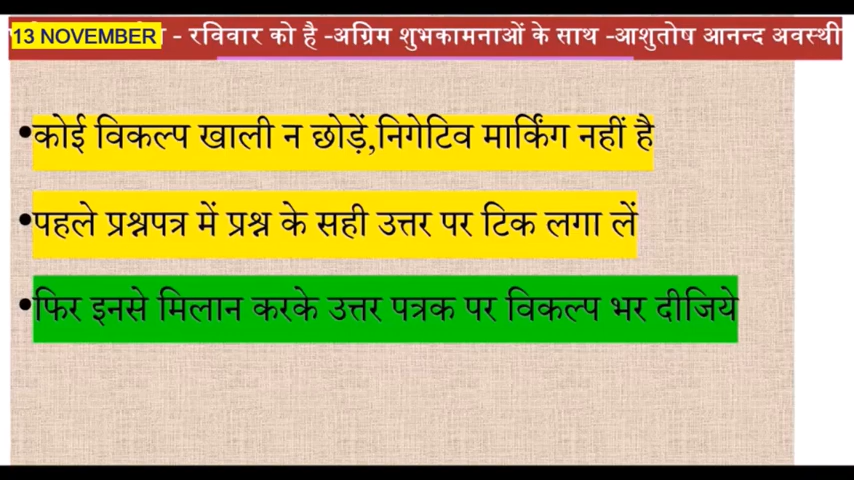 13 NOVEMBER - रविवार को है -अग्रिम शुभकामनाओं के साथ -आशुतोष आनन्द अवस्थी
•कोई विकल्प खाली न छोड़ें,निगेटिव मार्किंग नहीं है
•पहले प्रश्नपत्र में प्रश्न के सही उत्तर पर टिक लगा लें
•फिर इनसे मिलान करके उत्तर पत्रक पर विकल्प भर दीजिये